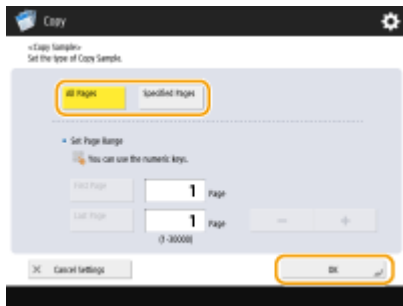 Copy
<Copy Sample>
Set the type of Copy Sample.
All Pages
Specified Pages
Set Page Range
You can use the numeric keys.
First Page
1 Page
Last Page
1 Page
(1-30000)
- +
Cancel Settings
OK